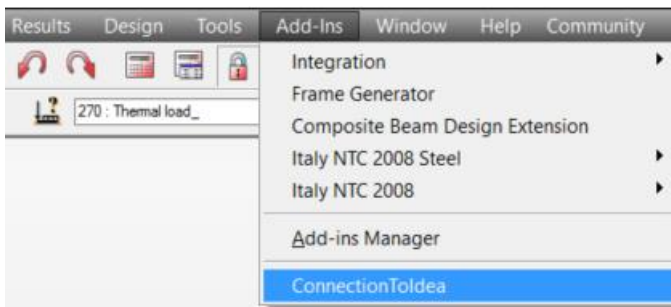 Results Design Tools Add-Ins Window Help Community
Integration
270 : Thermal load_
Frame Generator
Composite Beam Design Extension
Italy NTC 2008 Steel
Italy NTC 2008
Add-ins Manager
ConnectionToIdea